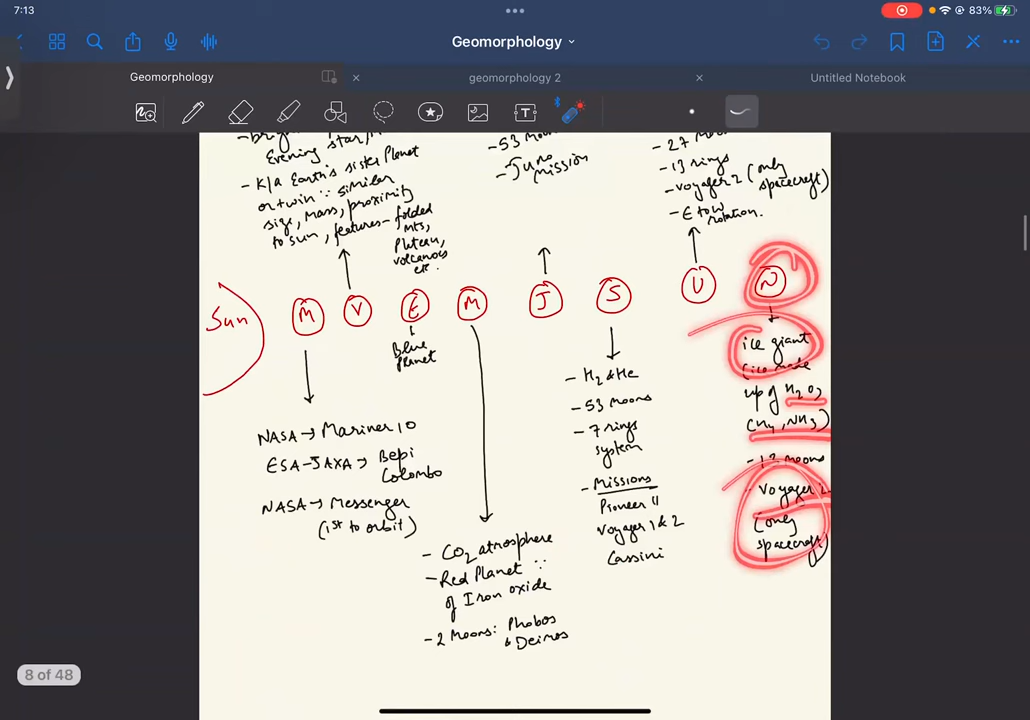 7:13
83%
Geomorphology
Geomorphology
geomorphology 2
Untitled Notebook
Evening star
- K/a Earth's sister Planet
or twin ∵ similar
size, Mass, proximity
to sun, features - folded
mts,
Plateau,
volcanoes
etc.
- 53 Moons
- Juno
mission
- 27 Moons
- 13 rings
- Voyager 2 (only
spacecraft)
- E to W
rotation.
Sun
M
V
E
M
J
S
U
N
Blue
Planet
NASA → Mariner 10
ESA-JAXA → Bepi
Colombo
NASA → Messenger
(1st to orbit)
- CO2 atmosphere
- Red Planet ∵
of Iron oxide
- 2 Moons: Phobos
& Deimos
- H2 & He
- 53 moons
- 7 rings
system
- Missions
Pioneer 11
Voyager 1 & 2
Cassini
ice giant
(ice made
up of H2O,
CH4, NH3)
- 13 moons
- Voyager 2
(only
spacecraft)
8 of 48